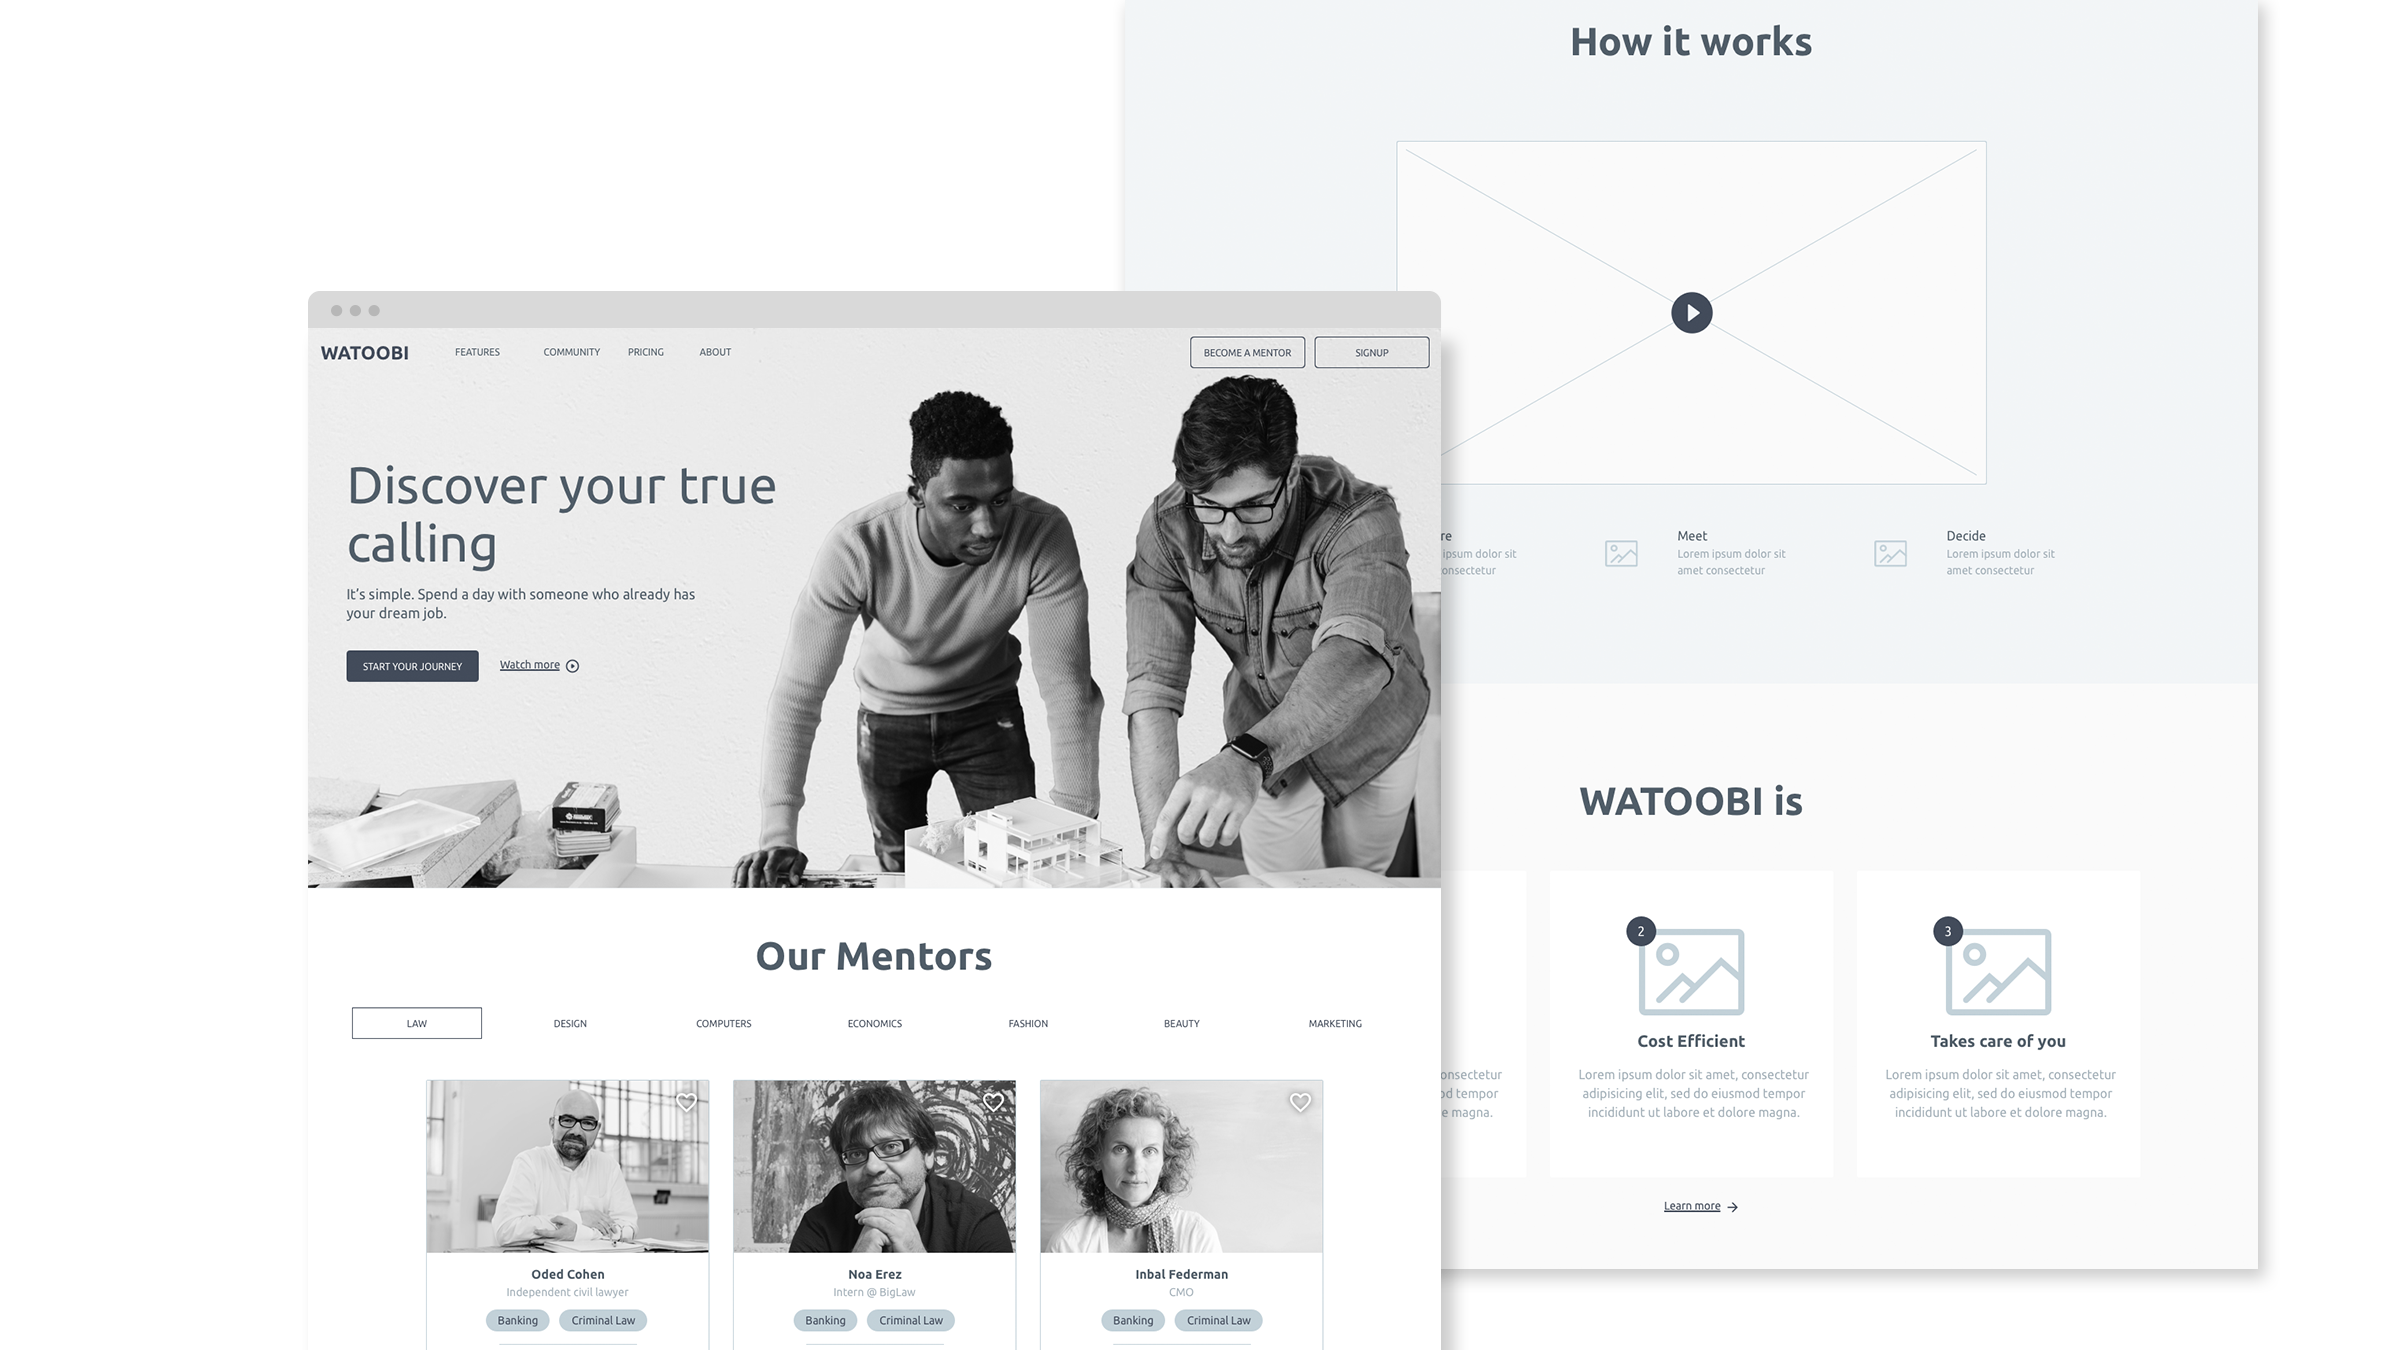 WATOOBI
FEATURES
COMMUNITY
PRICING
ABOUT
BECOME A MENTOR
SIGNUP
Discover your true
calling
It's simple. Spend a day with someone who already has
your dream job.
START YOUR JOURNEY
Watch more
Our Mentors
LAW
DESIGN
COMPUTERS
ECONOMICS
FASHION
BEAUTY
MARKETING
Oded Cohen
Independent civil lawyer
Banking
Criminal Law
Noa Erez
Intern @ BigLaw
Banking
Criminal Law
Inbal Federman
CMO
Banking
Criminal Law
How it works
re
ipsum dolor sit
onsectetur
Meet
Lorem ipsum dolor sit
amet consectetur
Decide
Lorem ipsum dolor sit
amet consectetur
WATOOBI is
onsectetur
od tempor
e magna.
2
Cost Efficient
Lorem ipsum dolor sit amet, consectetur
adipisicing elit, sed do eiusmod tempor
incididunt ut labore et dolore magna.
3
Takes care of you
Lorem ipsum dolor sit amet, consectetur
adipisicing elit, sed do eiusmod tempor
incididunt ut labore et dolore magna.
Learn more